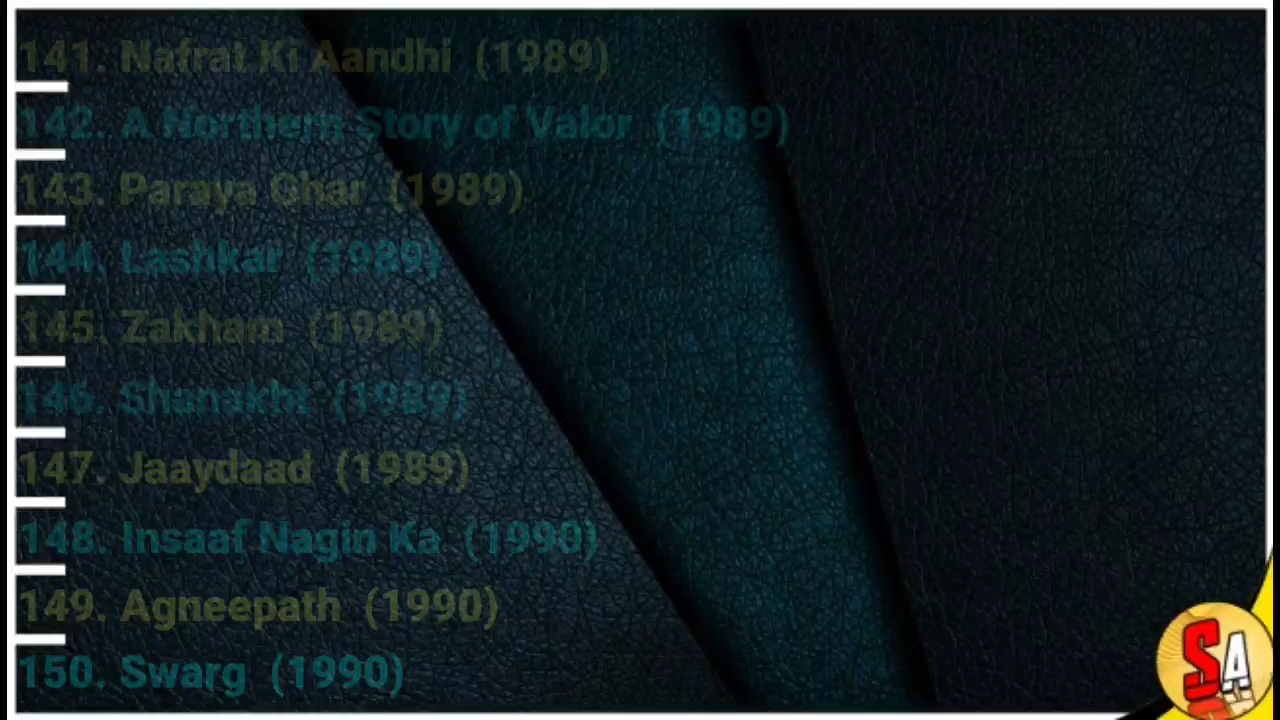 141. Nafrat Ki Aandhi (1989)
142. A Northern Story of Valor (1989)
143. Paraya Ghar (1989)
144. Lashkar (1989)
145. Zakham (1989)
146. Shanakht (1989)
147. Jaaydaad (1989)
148. Insaaf Nagin Ka (1990)
149. Agneepath (1990)
150. Swarg (1990)
SA